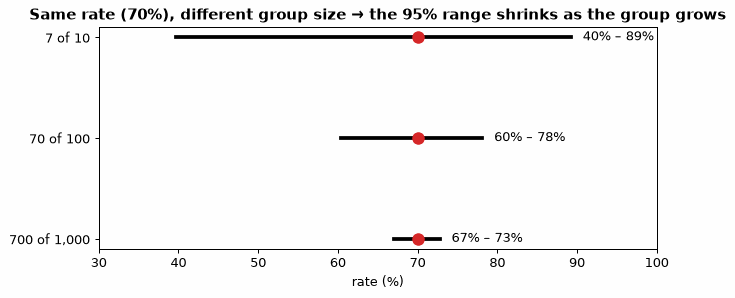 Same rate (70%), different group size → the 95% range shrinks as the group grows
7 of 10
40% – 89%
70 of 100
60% – 78%
700 of 1,000
67% – 73%
30 40 50 60 70 80 90 100
rate (%)